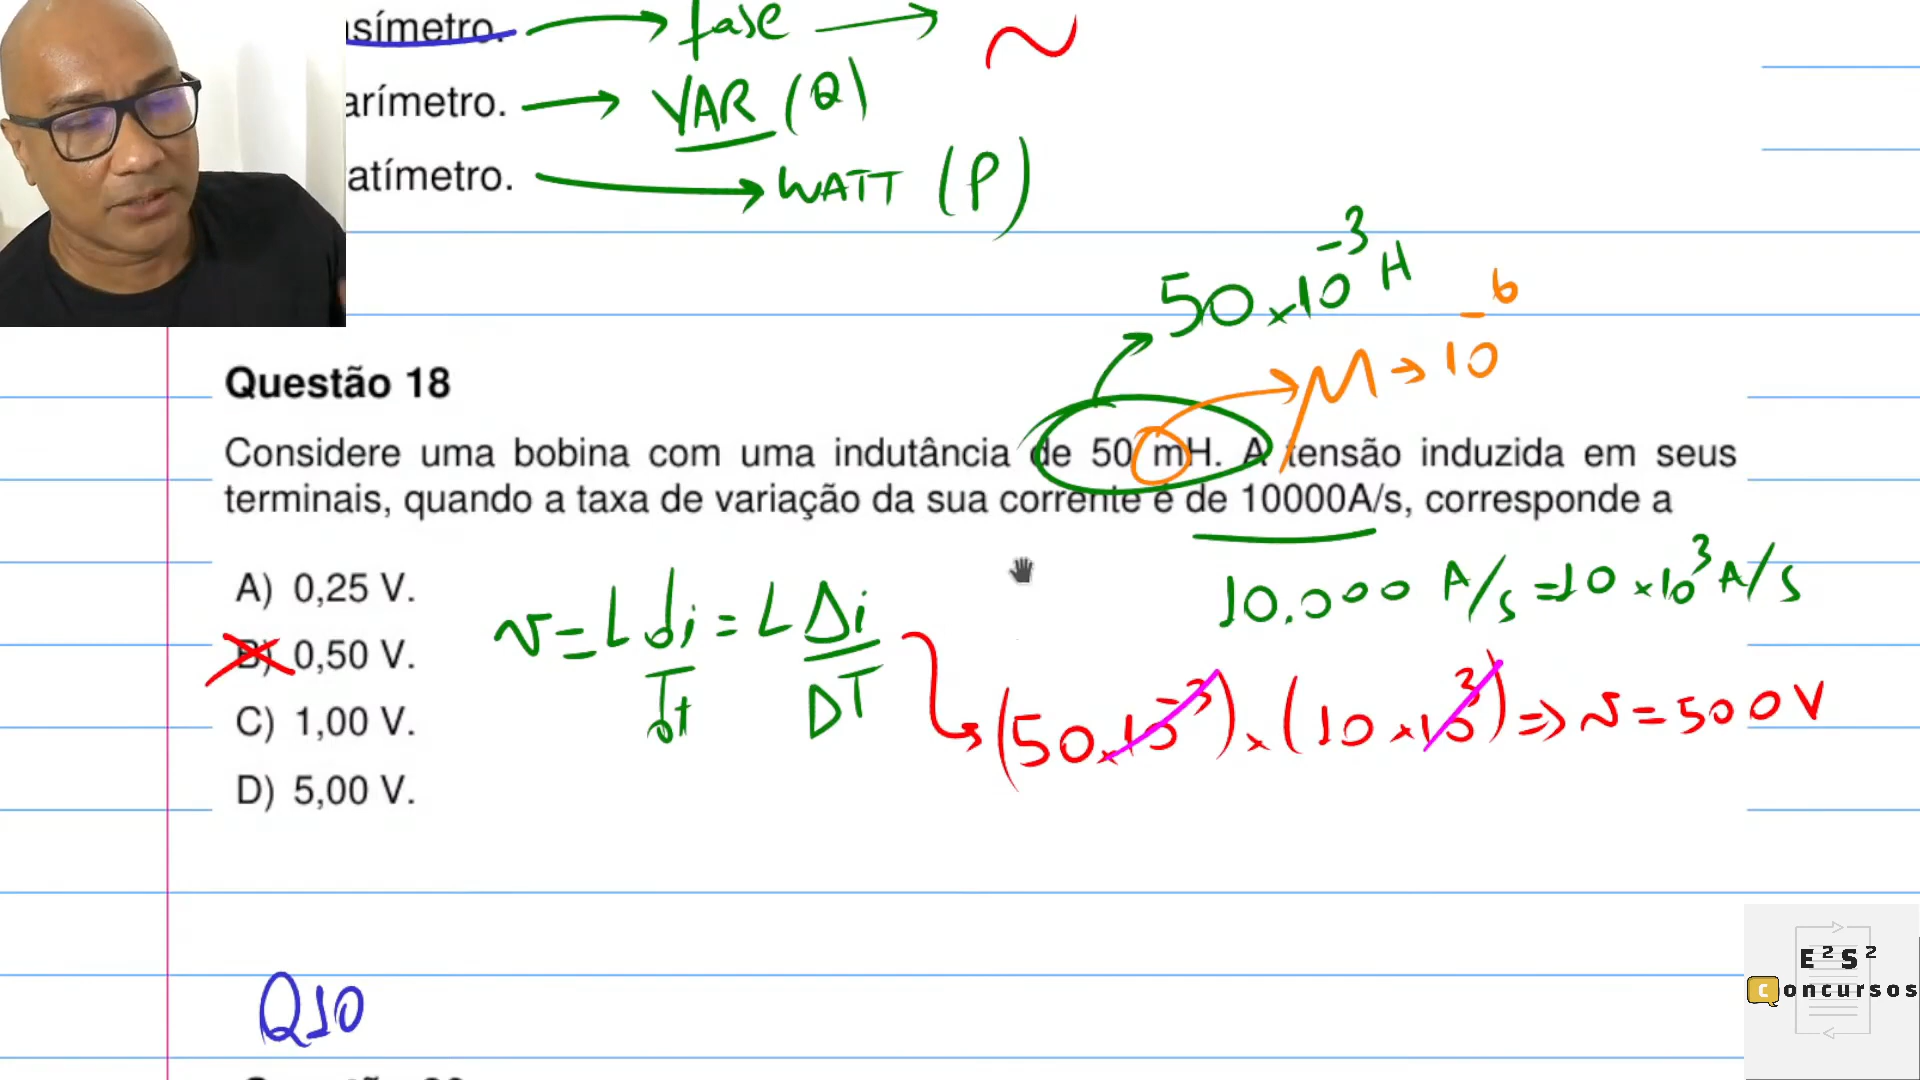 símetro. → fase →
arímetro. → VAR (Q)
atímetro. → WATT (P)
50×10⁻³ H
μ → 10⁻⁶
Questão 18
Considere uma bobina com uma indutância de 50 mH. A tensão induzida em seus
terminais, quando a taxa de variação da sua corrente é de 10000A/s, corresponde a
10.000 A/s = 10×10³ A/s
A) 0,25 V.
B) 0,50 V.
C) 1,00 V.
D) 5,00 V.
v = L di/dt = L Δi/DT
(50×10⁻³)×(10×10³) ⇒ v = 500V
Q10
E²S²
Concursos